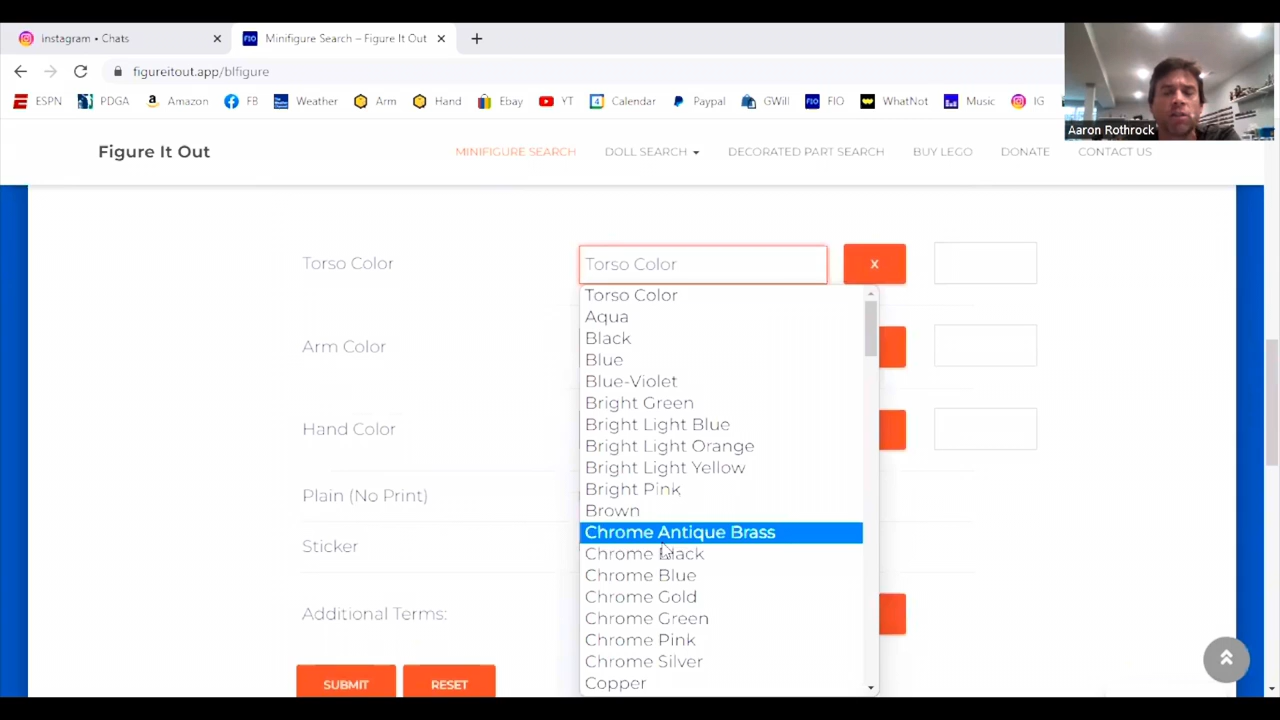 instagram • Chats
Minifigure Search – Figure It Out
figureitout.app/blfigure
ESPN PDGA Amazon FB Weather Arm Hand Ebay YT Calendar Paypal GWill FIO WhatNot Music IG
Aaron Rothrock
Figure It Out
MINIFIGURE SEARCH DOLL SEARCH DECORATED PART SEARCH BUY LEGO DONATE CONTACT US
Torso Color Torso Color X
Torso Color
Aqua
Black
Arm Color
Blue
Blue-Violet
Bright Green
Bright Light Blue
Hand Color
Bright Light Orange
Bright Light Yellow
Bright Pink
Plain (No Print)
Brown
Chrome Antique Brass
Sticker
Chrome Black
Chrome Blue
Chrome Gold
Additional Terms:
Chrome Green
Chrome Pink
Chrome Silver
Copper
SUBMIT RESET